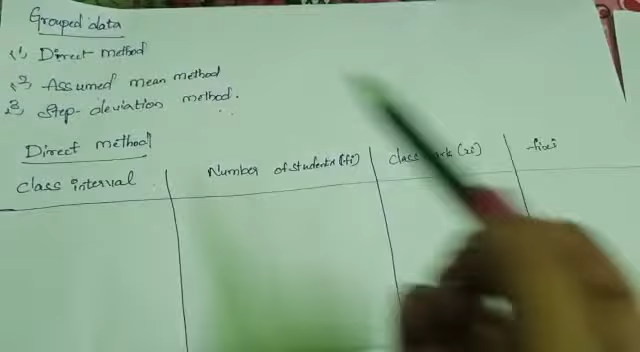 Grouped data
(1) Direct method
(2) Assumed mean method
(3) Step-deviation method.
Direct method
Class interval
Number of students (fi)
class (xi)
fixi